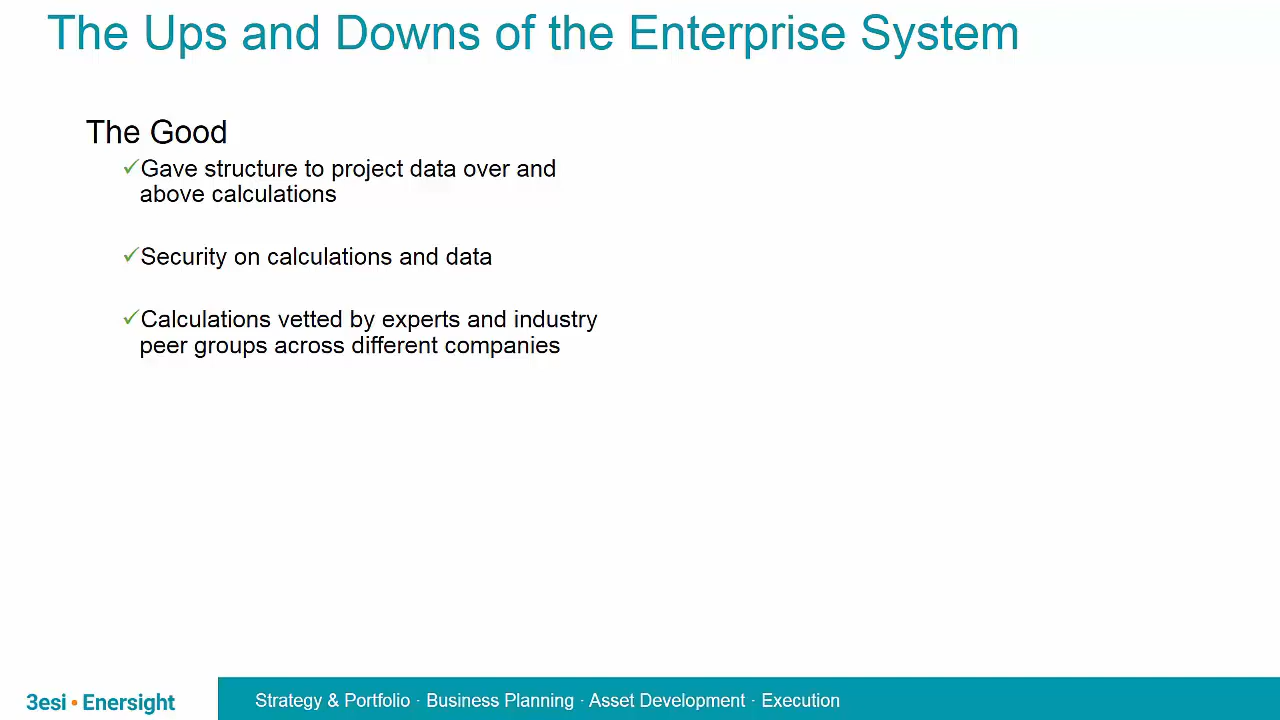 The Ups and Downs of the Enterprise System
The Good
✓Gave structure to project data over and
above calculations
✓Security on calculations and data
✓Calculations vetted by experts and industry
peer groups across different companies
3esi • Enersight
Strategy & Portfolio · Business Planning · Asset Development · Execution